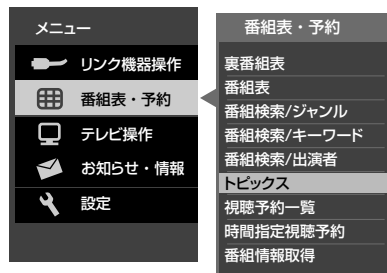 メニュー
リンク機器操作
番組表・予約
テレビ操作
お知らせ・情報
設定
番組表・予約
裏番組表
番組表
番組検索/ジャンル
番組検索/キーワード
番組検索/出演者
トピックス
視聴予約一覧
時間指定視聴予約
番組情報取得